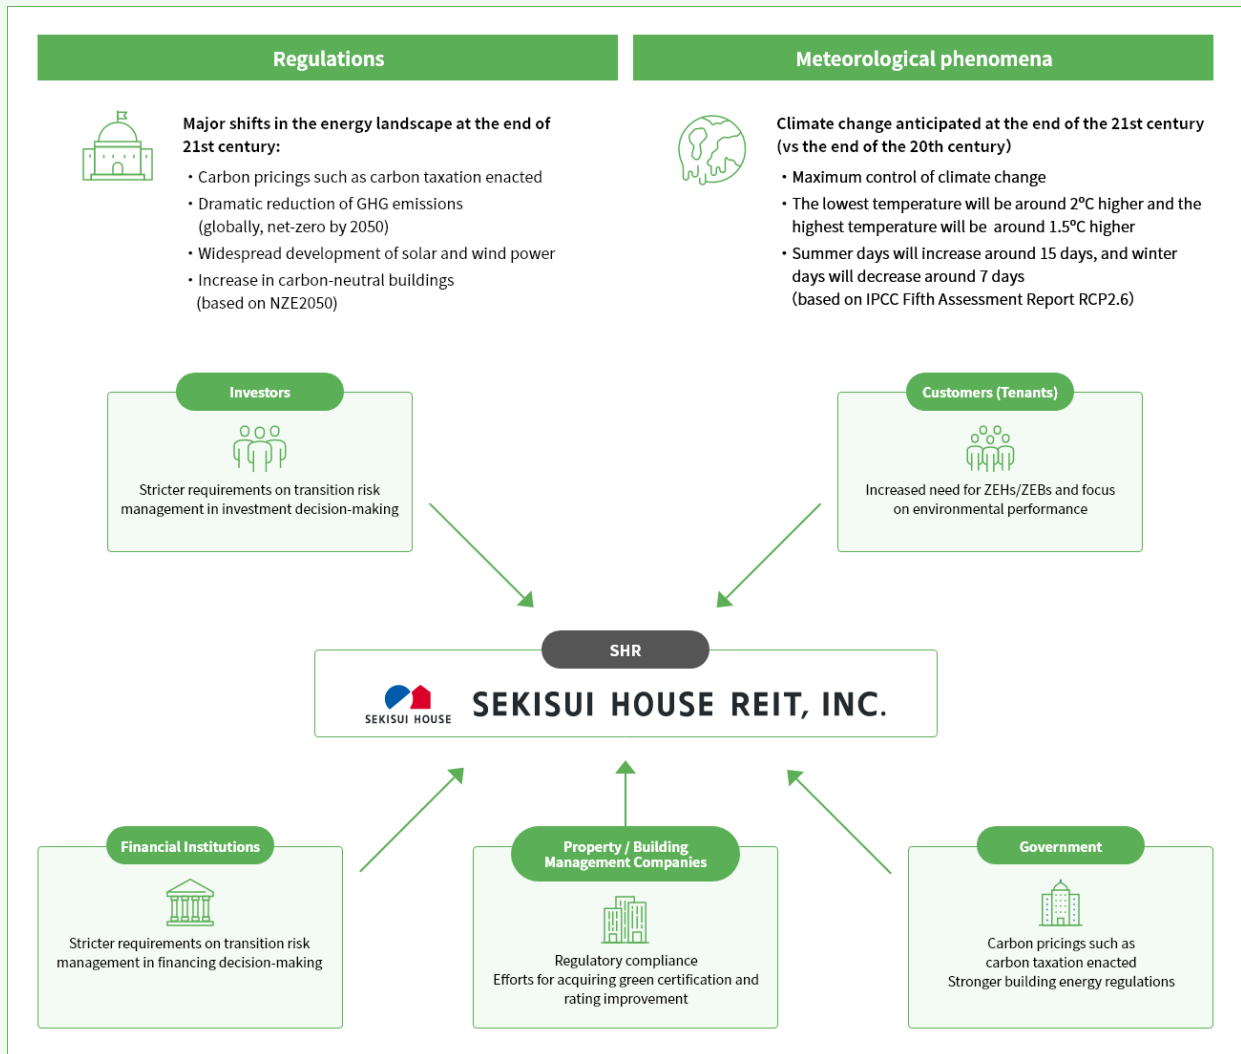 Regulations
Major shifts in the energy landscape at the end of
21st century:
・Carbon pricings such as carbon taxation enacted
・Dramatic reduction of GHG emissions
(globally, net-zero by 2050)
・Widespread development of solar and wind power
・Increase in carbon-neutral buildings
(based on NZE2050)
Meteorological phenomena
Climate change anticipated at the end of the 21st century
(vs the end of the 20th century）
・Maximum control of climate change
・The lowest temperature will be around 2℃ higher and the
highest temperature will be around 1.5℃ higher
・Summer days will increase around 15 days, and winter
days will decrease around 7 days
（based on IPCC Fifth Assessment Report RCP2.6）
Investors
Stricter requirements on transition risk
management in investment decision-making
Customers (Tenants)
Increased need for ZEHs/ZEBs and focus
on environmental performance
SHR
SEKISUI HOUSE
SEKISUI HOUSE REIT, INC.
Financial Institutions
Stricter requirements on transition risk
management in financing decision-making
Property / Building
Management Companies
Regulatory compliance
Efforts for acquiring green certification and
rating improvement
Government
Carbon pricings such as
carbon taxation enacted
Stronger building energy regulations